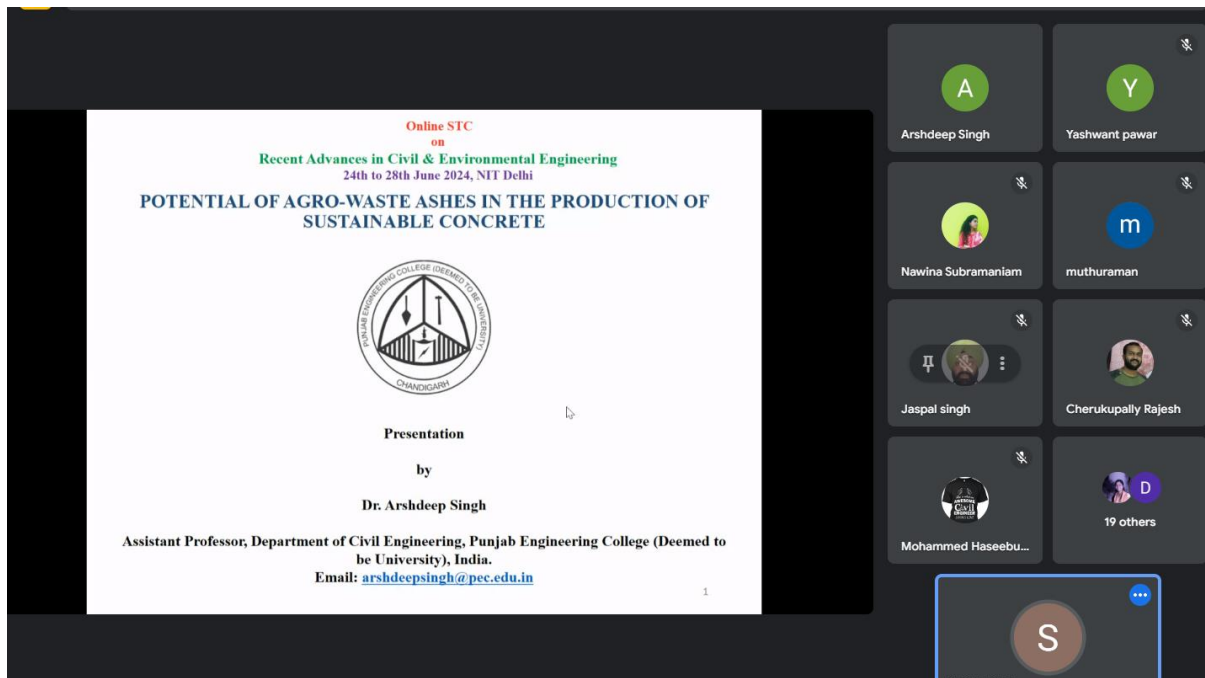 Online STC
on
Recent Advances in Civil & Environmental Engineering
24th to 28th June 2024, NIT Delhi
POTENTIAL OF AGRO-WASTE ASHES IN THE PRODUCTION OF
SUSTAINABLE CONCRETE
PUNJAB ENGINEERING COLLEGE (DEEMED TO BE UNIVERSITY)
CHANDIGARH
Presentation
by
Dr. Arshdeep Singh
Assistant Professor, Department of Civil Engineering, Punjab Engineering College (Deemed to
be University), India.
Email: arshdeepsingh@pec.edu.in
1
A
Arshdeep Singh
Y
Yashwant pawar
Nawina Subramaniam
m
muthuraman
Jaspal singh
Cherukupally Rajesh
Mohammed Haseebu...
D
19 others
S